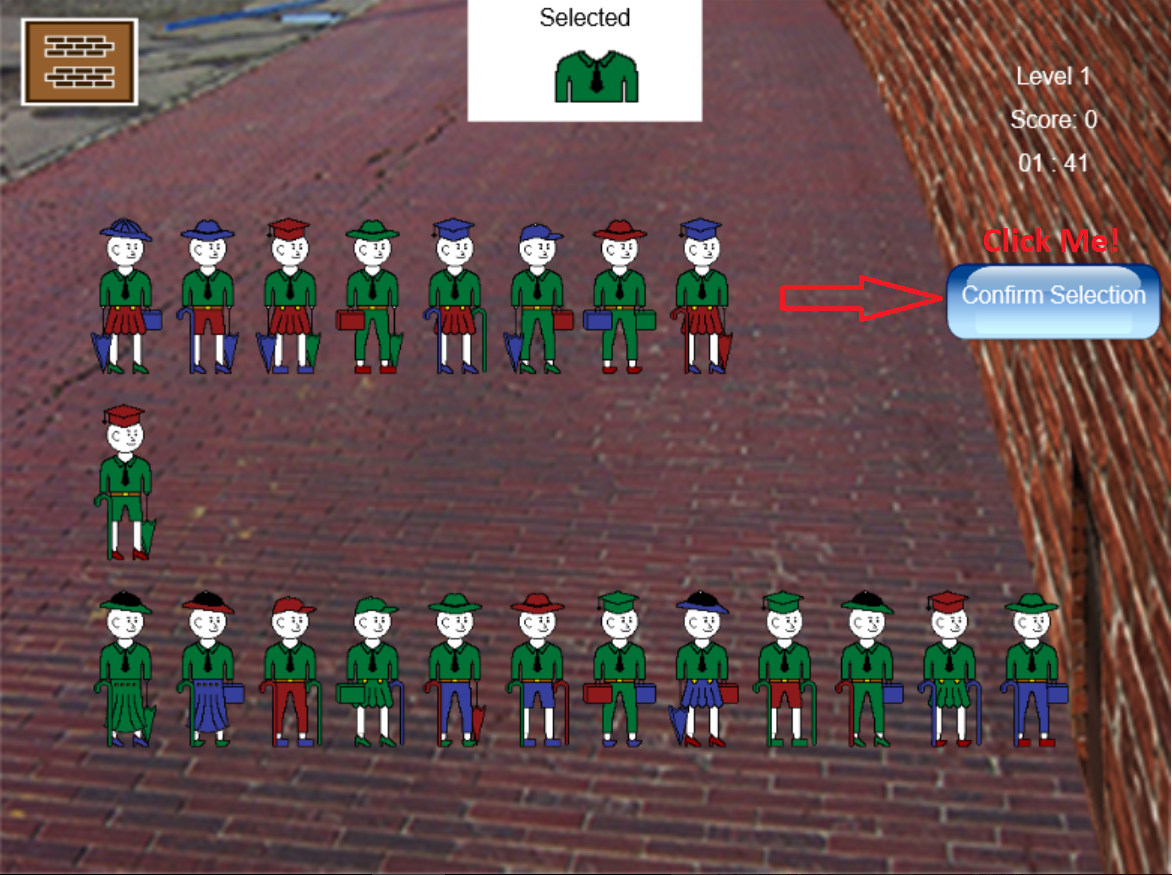 Selected
Level 1
Score: 0
01 : 41
Click Me!
Confirm Selection